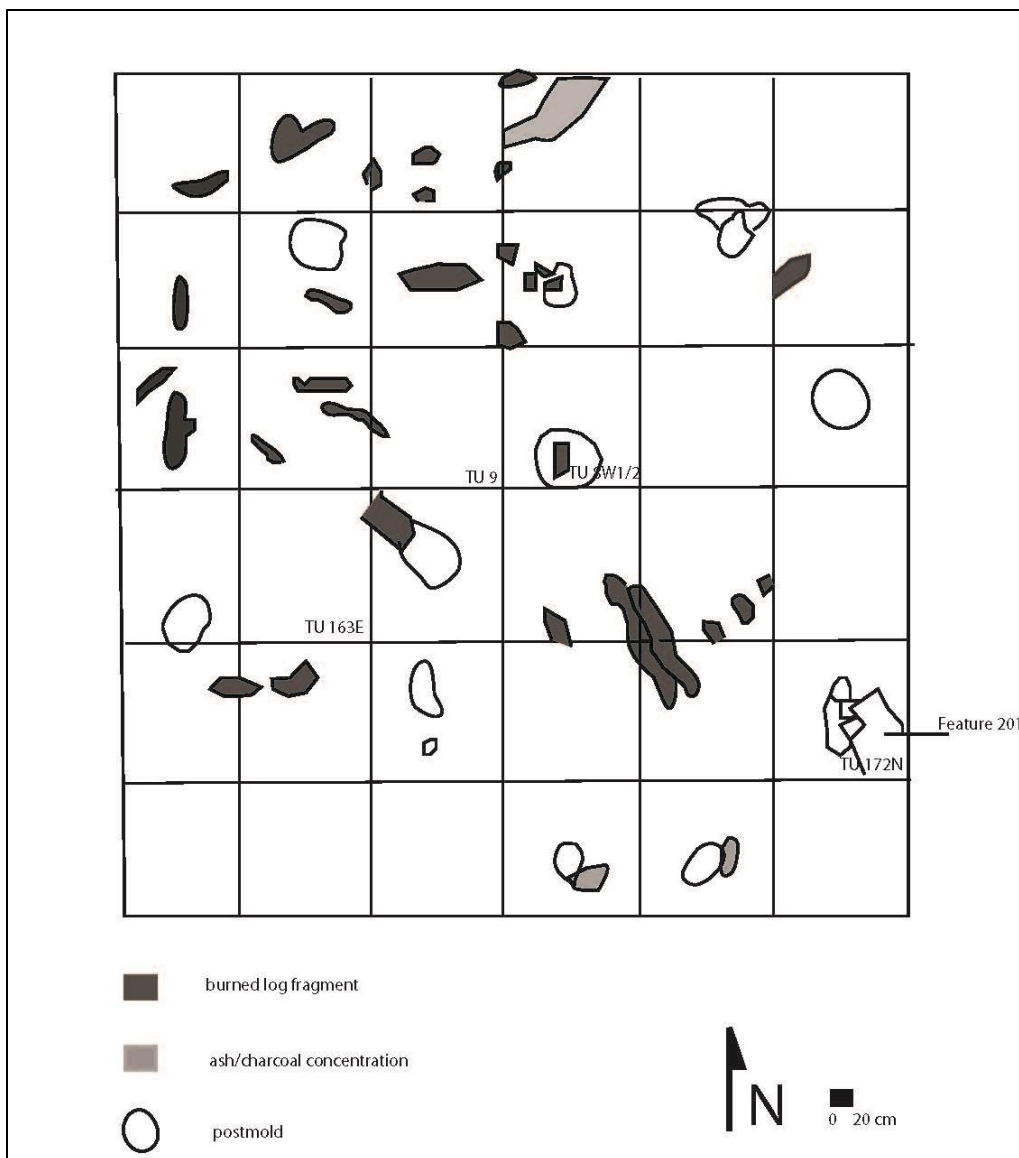 TU 9
TU SW1/2
TU 163E
Feature 201
TU 172N
burned log fragment
ash/charcoal concentration
postmold
N
0 20 cm